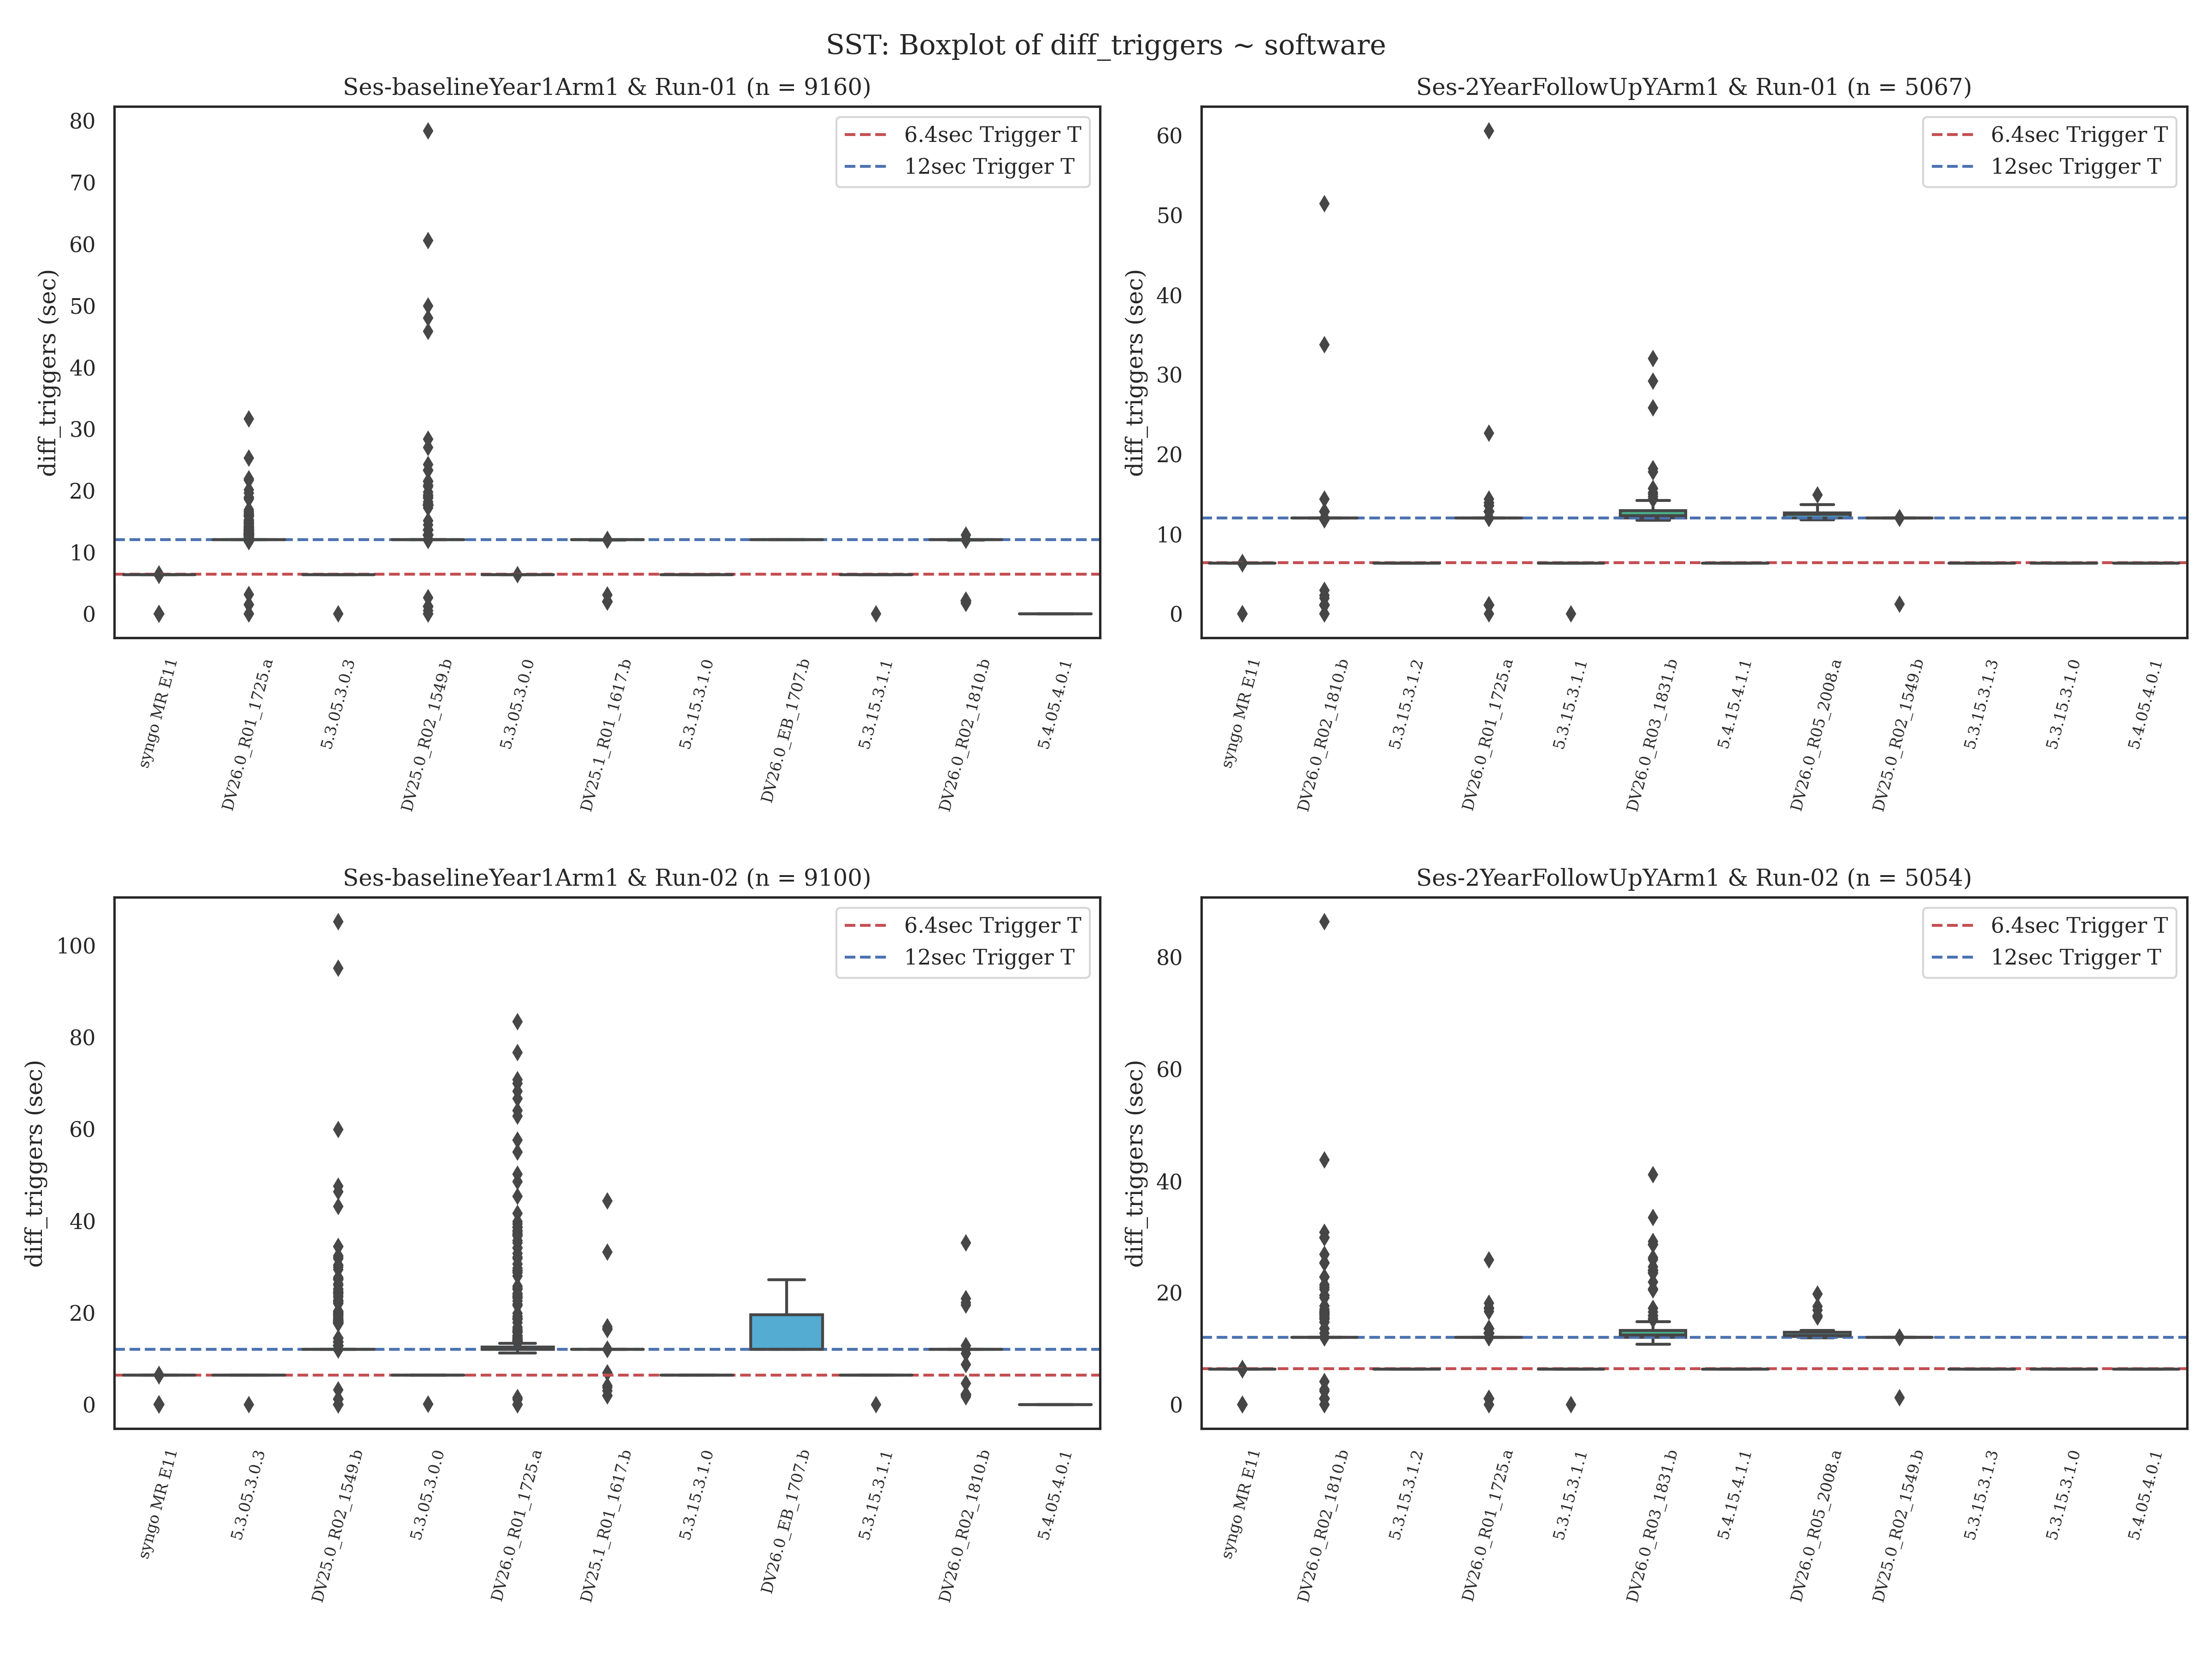 SST: Boxplot of diff_triggers ~ software
Ses-baselineYear1Arm1 & Run-01 (n = 9160)
diff_triggers (sec)
80
70
60
50
40
30
20
10
0
6.4sec Trigger T
12sec Trigger T
syngo MR E11
DV26.0_R01_1725.a
5.3.05.3.0.3
DV25.0_R02_1549.b
5.3.05.3.0.0
DV25.1_R01_1617.b
5.3.15.3.1.0
DV26.0_EB_1707.b
5.3.15.3.1.1
DV26.0_R02_1810.b
5.4.05.4.0.1
Ses-2YearFollowUpYArm1 & Run-01 (n = 5067)
diff_triggers (sec)
60
50
40
30
20
10
0
6.4sec Trigger T
12sec Trigger T
syngo MR E11
DV26.0_R02_1810.b
5.3.15.3.1.2
DV26.0_R01_1725.a
5.3.15.3.1.1
DV26.0_R03_1831.b
5.4.15.4.1.1
DV26.0_R05_2008.a
DV25.0_R02_1549.b
5.3.15.3.1.3
5.3.15.3.1.0
5.4.05.4.0.1
Ses-baselineYear1Arm1 & Run-02 (n = 9100)
diff_triggers (sec)
100
80
60
40
20
0
6.4sec Trigger T
12sec Trigger T
syngo MR E11
5.3.05.3.0.3
DV25.0_R02_1549.b
5.3.05.3.0.0
DV26.0_R01_1725.a
DV25.1_R01_1617.b
5.3.15.3.1.0
DV26.0_EB_1707.b
5.3.15.3.1.1
DV26.0_R02_1810.b
5.4.05.4.0.1
Ses-2YearFollowUpYArm1 & Run-02 (n = 5054)
diff_triggers (sec)
80
60
40
20
0
6.4sec Trigger T
12sec Trigger T
syngo MR E11
DV26.0_R02_1810.b
5.3.15.3.1.2
DV26.0_R01_1725.a
5.3.15.3.1.1
DV26.0_R03_1831.b
5.4.15.4.1.1
DV26.0_R05_2008.a
DV25.0_R02_1549.b
5.3.15.3.1.3
5.3.15.3.1.0
5.4.05.4.0.1